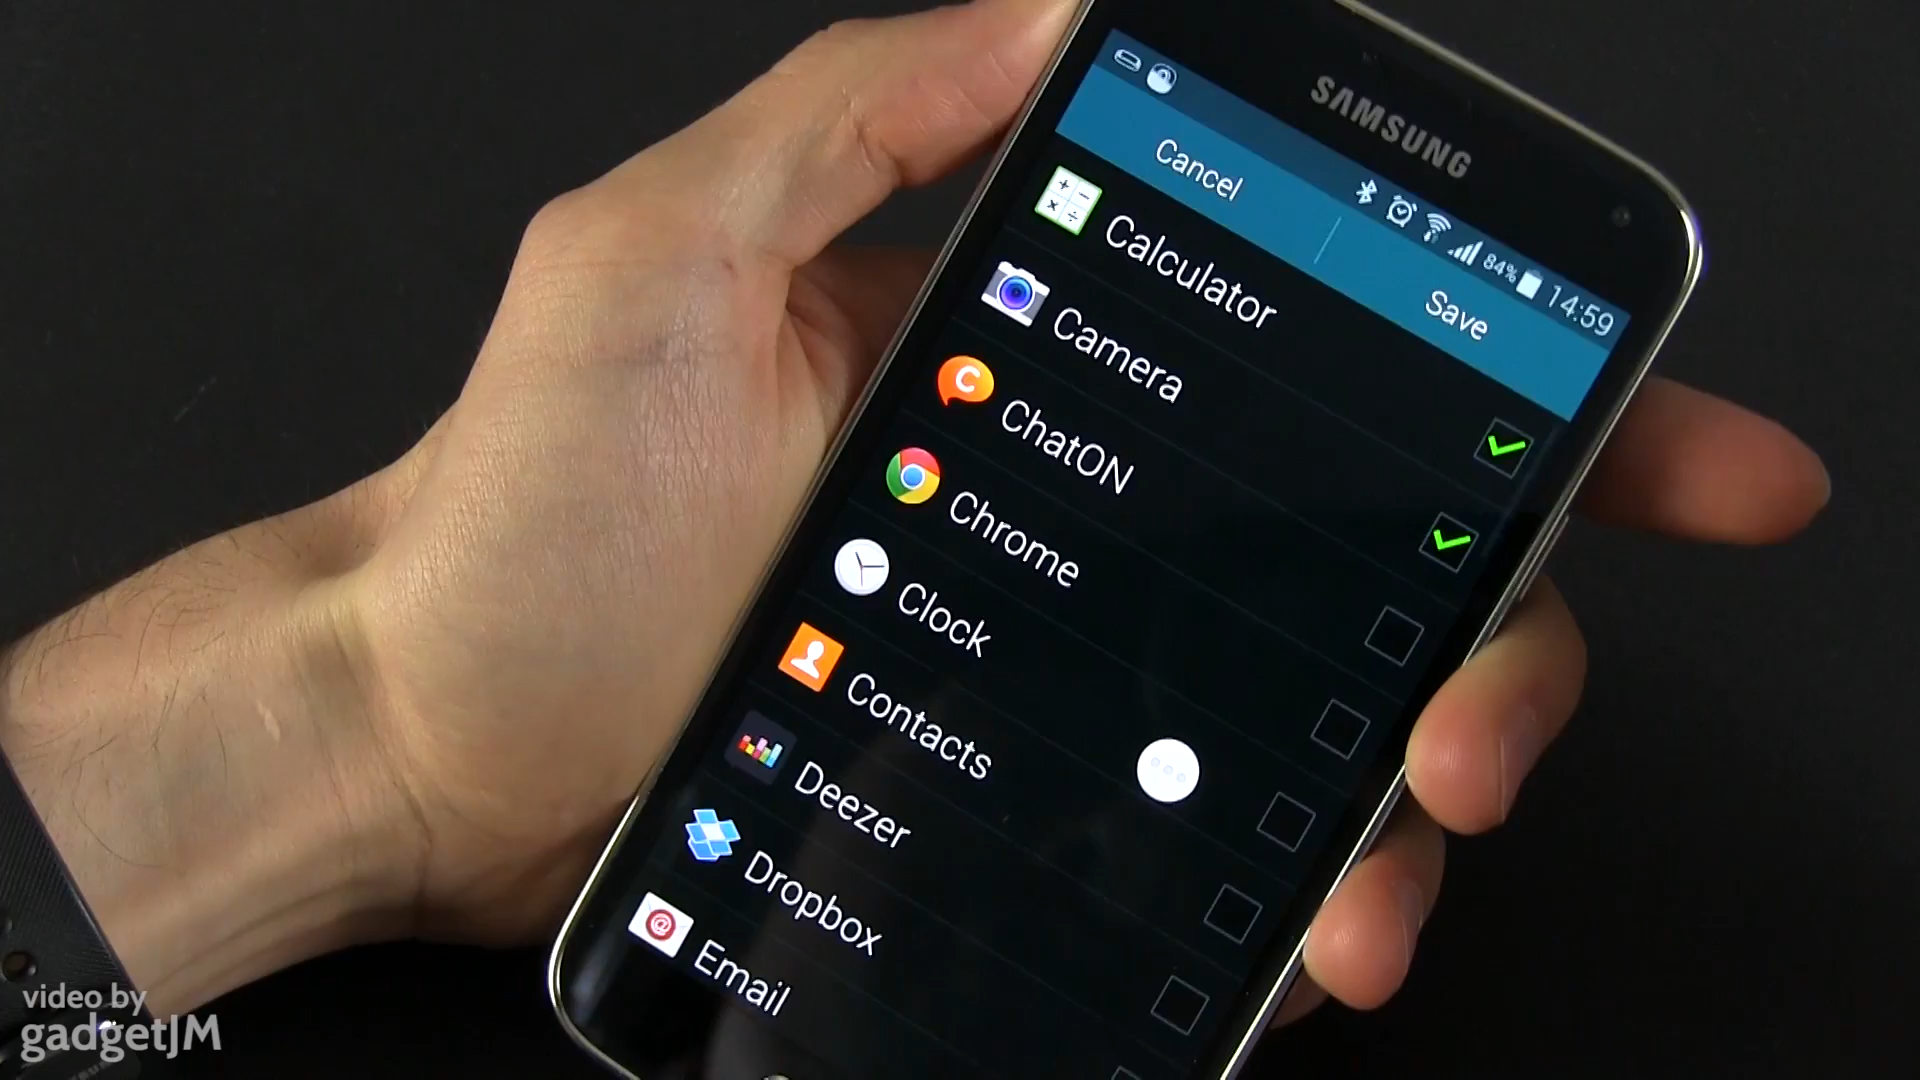 SAMSUNG
84% 14:59
Cancel
Save
Calculator
Camera
ChatON
Chrome
Clock
Contacts
Deezer
Dropbox
Email
video by
gadgetJM